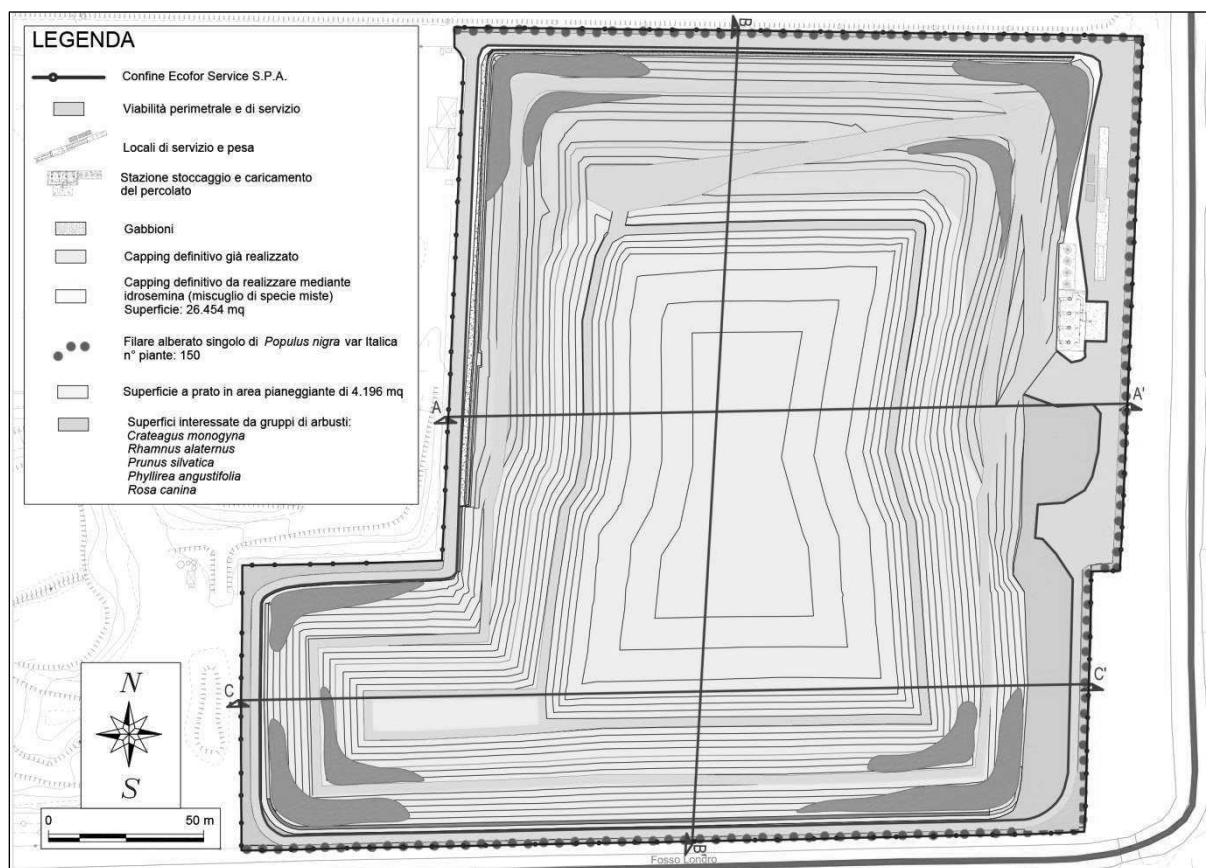 LEGENDA
Confine Ecofor Service S.P.A.
Viabilità perimetrale e di servizio
Locali di servizio e pesa
Stazione stoccaggio e caricamento
del percolato
Gabbioni
Capping definitivo già realizzato
Capping definitivo da realizzare mediante
idrosemina (miscuglio di specie miste)
Superficie: 26.454 mq
Filare alberato singolo di Populus nigra var Italica
n° piante: 150
Superficie a prato in area pianeggiante di 4.196 mq
Superfici interessate da gruppi di arbusti:
Crateagus monogyna
Rhamnus alaternus
Prunus silvatica
Phyllirea angustifolia
Rosa canina
B
A
A'
C
C'
N
S
0 50 m
B'
Fosso Londro